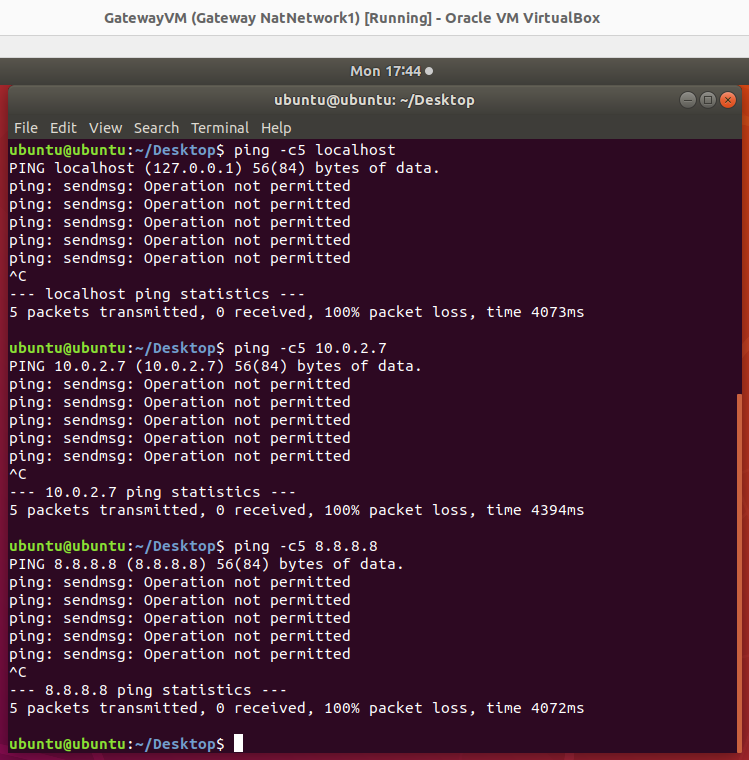 GatewayVM (Gateway NatNetwork1) [Running] - Oracle VM VirtualBox
Mon 17:44
ubuntu@ubuntu: ~/Desktop
File Edit View Search Terminal Help
ubuntu@ubuntu:~/Desktop$ ping -c5 localhost
PING localhost (127.0.0.1) 56(84) bytes of data.
ping: sendmsg: Operation not permitted
ping: sendmsg: Operation not permitted
ping: sendmsg: Operation not permitted
ping: sendmsg: Operation not permitted
ping: sendmsg: Operation not permitted
^C
--- localhost ping statistics ---
5 packets transmitted, 0 received, 100% packet loss, time 4073ms
ubuntu@ubuntu:~/Desktop$ ping -c5 10.0.2.7
PING 10.0.2.7 (10.0.2.7) 56(84) bytes of data.
ping: sendmsg: Operation not permitted
ping: sendmsg: Operation not permitted
ping: sendmsg: Operation not permitted
ping: sendmsg: Operation not permitted
ping: sendmsg: Operation not permitted
^C
--- 10.0.2.7 ping statistics ---
5 packets transmitted, 0 received, 100% packet loss, time 4394ms
ubuntu@ubuntu:~/Desktop$ ping -c5 8.8.8.8
PING 8.8.8.8 (8.8.8.8) 56(84) bytes of data.
ping: sendmsg: Operation not permitted
ping: sendmsg: Operation not permitted
ping: sendmsg: Operation not permitted
ping: sendmsg: Operation not permitted
ping: sendmsg: Operation not permitted
^C
--- 8.8.8.8 ping statistics ---
5 packets transmitted, 0 received, 100% packet loss, time 4072ms
ubuntu@ubuntu:~/Desktop$